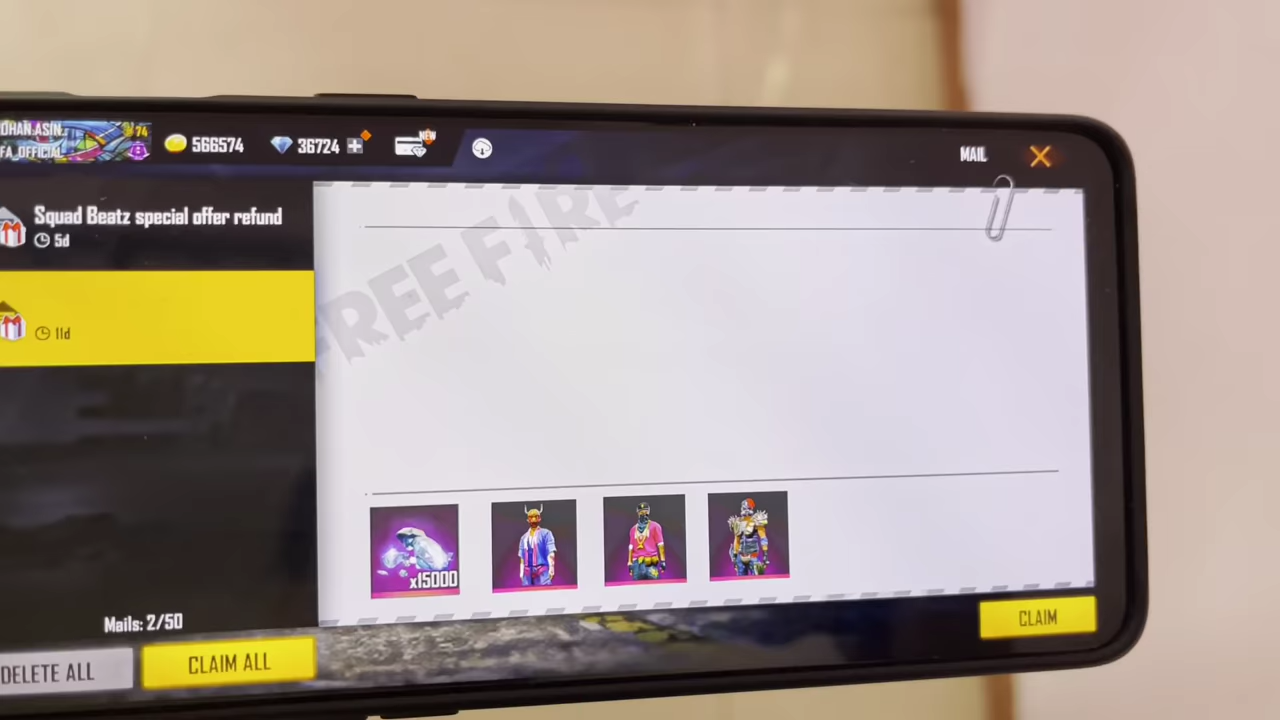 OHAN.ASIN..
FA_OFFICIAL
74
566574
36724
NEW
MAIL
Squad Beatz special offer refund
5d
11d
FREE FIRE
x15000
Mails: 2/50
DELETE ALL
CLAIM ALL
CLAIM